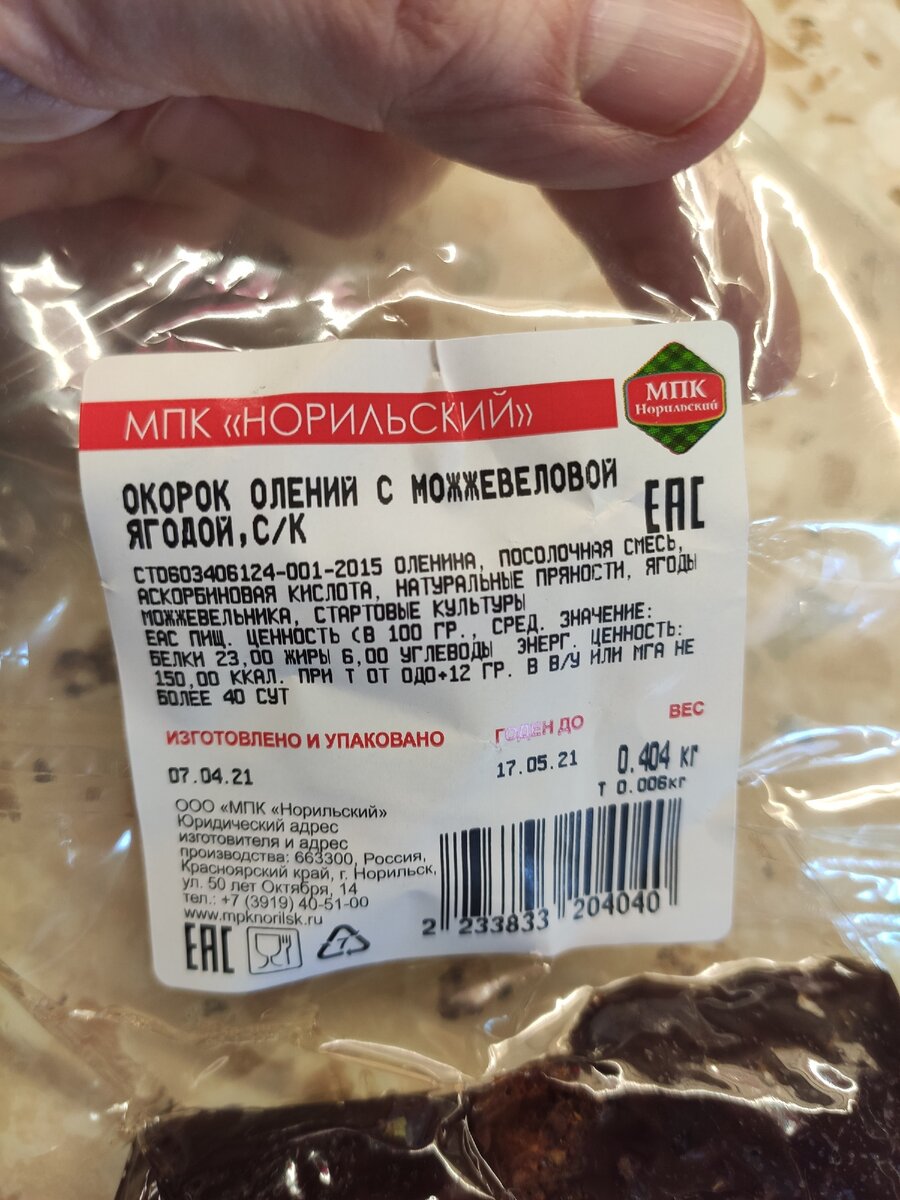 МПК «НОРИЛЬСКИЙ»
МПК
Норильский
ОКОРОК ОЛЕНИЙ С МОЖЖЕВЕЛОВОЙ
ЯГОДОЙ,С/К
ЕАС
СТО603406124-001-2015 ОЛЕНИНА, ПОСОЛОЧНАЯ СМЕСЬ,
АСКОРБИНОВАЯ КИСЛОТА, НАТУРАЛЬНЫЕ ПРЯНОСТИ, ЯГОДЫ
МОЖЖЕВЕЛЬНИКА, СТАРТОВЫЕ КУЛЬТУРЫ
ЕАС ПИЩ. ЦЕННОСТЬ (В 100 ГР., СРЕД. ЗНАЧЕНИЕ:
БЕЛКИ 23,00 ЖИРЫ 6,00 УГЛЕВОДЫ ЭНЕРГ. ЦЕННОСТЬ:
150,00 ККАЛ. ПРИ Т ОТ 0ДО+12 ГР. В В/У ИЛИ МГА НЕ
БОЛЕЕ 40 СУТ
ИЗГОТОВЛЕНО И УПАКОВАНО
ГОДЕН ДО
ВЕС
07.04.21
17.05.21
0.404 кг
Т 0.006кг
ООО «МПК «Норильский»
Юридический адрес
изготовителя и адрес
производства: 663300, Россия,
Красноярский край, г. Норильск,
ул. 50 лет Октября, 14
тел.: +7 (3919) 40-51-00
www.mpknorilsk.ru
2 233833 204040
ЕАС
7